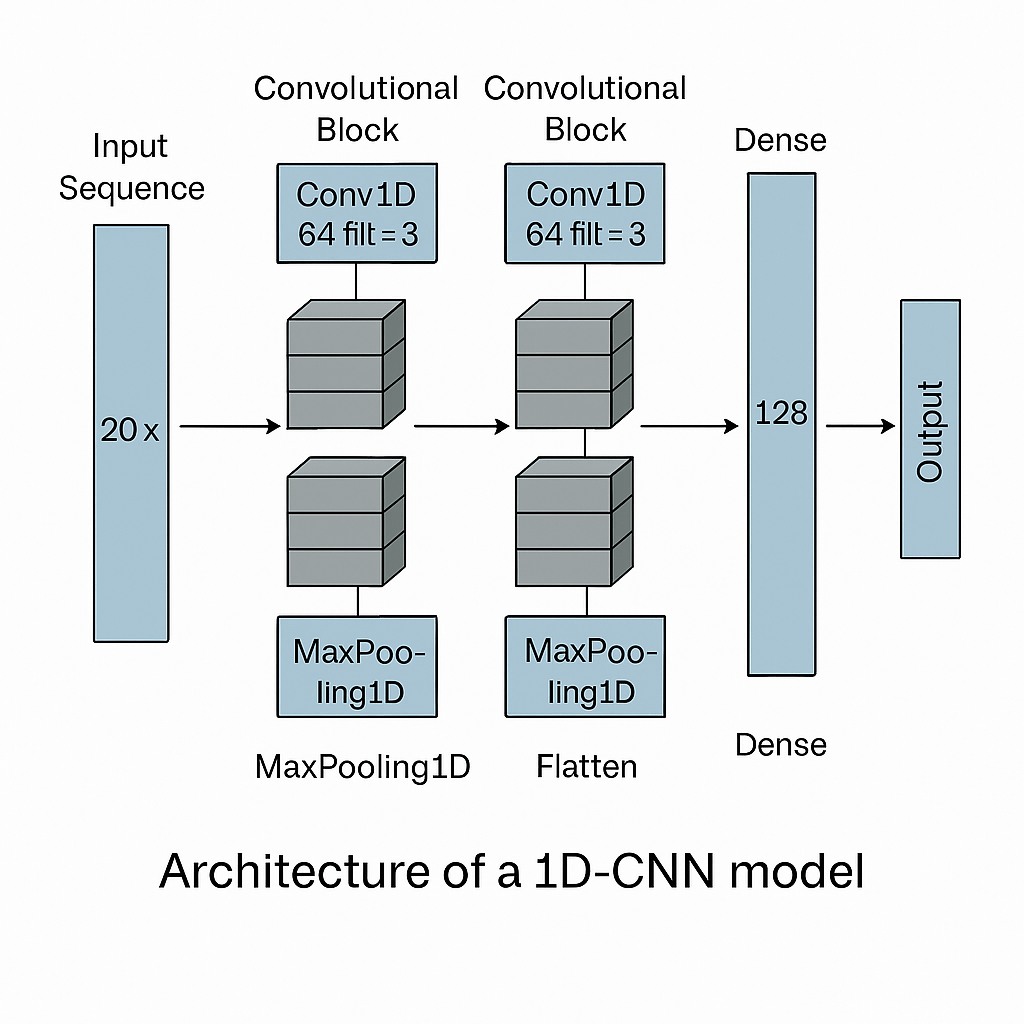 Input
Sequence
20 x
Convolutional
Block
Conv1D
64 filt = 3
MaxPoo-
ling1D
MaxPooling1D
Convolutional
Block
Conv1D
64 filt = 3
MaxPoo-
ling1D
Flatten
Dense
128
Dense
Output
Architecture of a 1D-CNN model